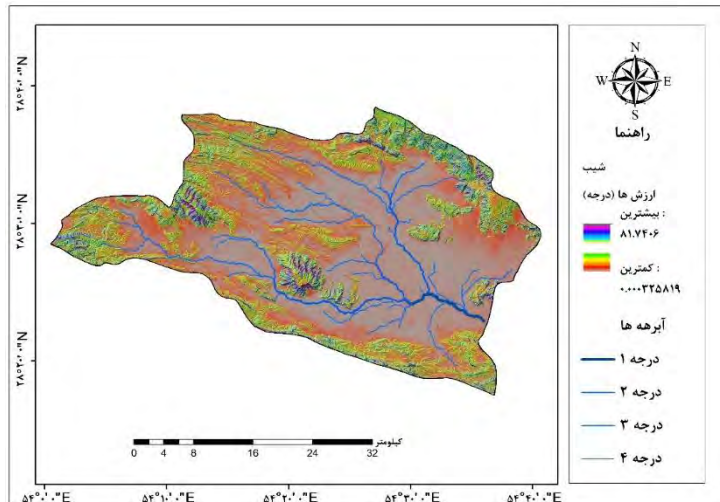 ۲۸°۴۰'۰"N
۲۸°۳۰'۰"N
۲۸°۲۰'۰"N
۵۴°۰'۰"E
۵۴°۱۰'۰"E
۵۴°۲۰'۰"E
۵۴°۳۰'۰"E
۵۴°۴۰'۰"E
0 4 8 16 24 32
کیلومتر
N
W E
S
راهنما
شیب
ارزش ها (درجه)
بیشترین :
۸۱.۷۴۰۶
کمترین :
۰.۰۰۰۳۲۵۸۱۹
آبرهه ها
درجه ۱
درجه ۲
درجه ۳
درجه ۴